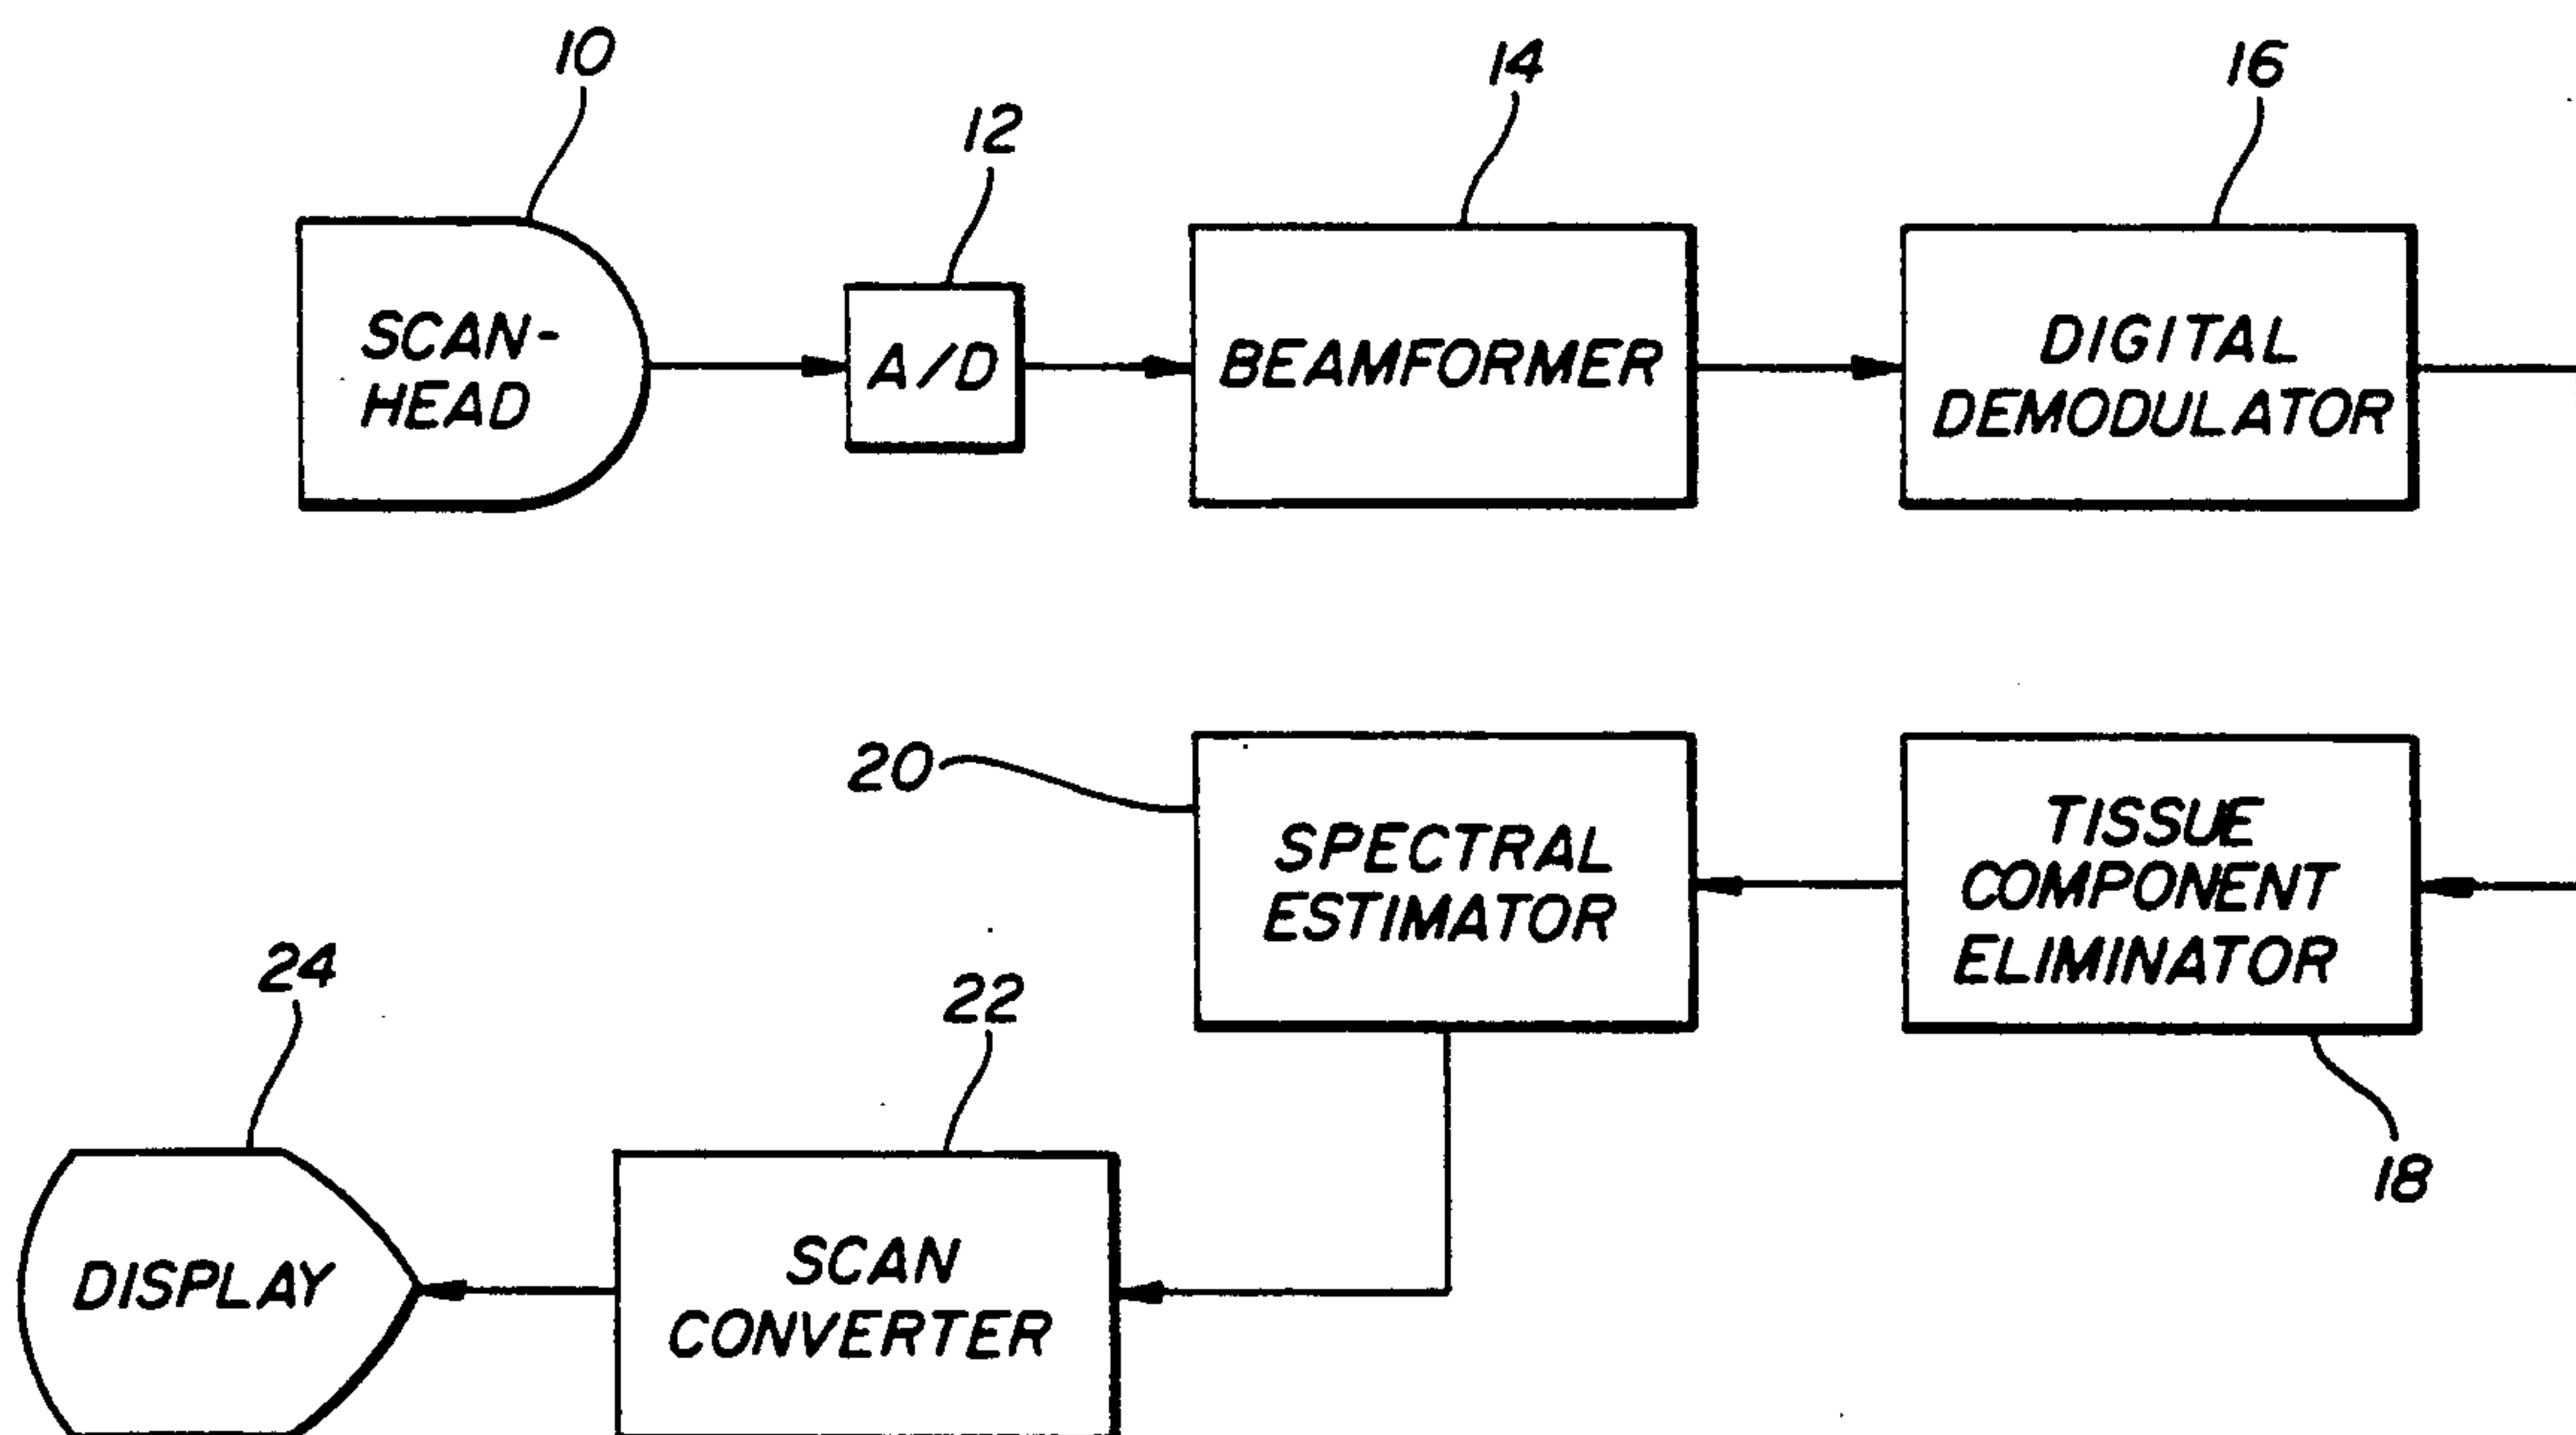 10
12
14
16
SCAN-
HEAD
A/D
BEAMFORMER
DIGITAL
DEMODULATOR
20
SPECTRAL
ESTIMATOR
TISSUE
COMPONENT
ELIMINATOR
18
24
22
DISPLAY
SCAN
CONVERTER